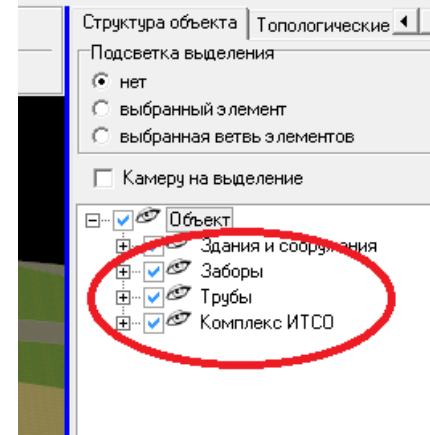 Структура объекта Топологические
Подсветка выделения
нет
выбранный элемент
выбранная ветвь элементов
Камеру на выделение
Объект
Здания и сооружения
Заборы
Трубы
Комплекс ИТСО